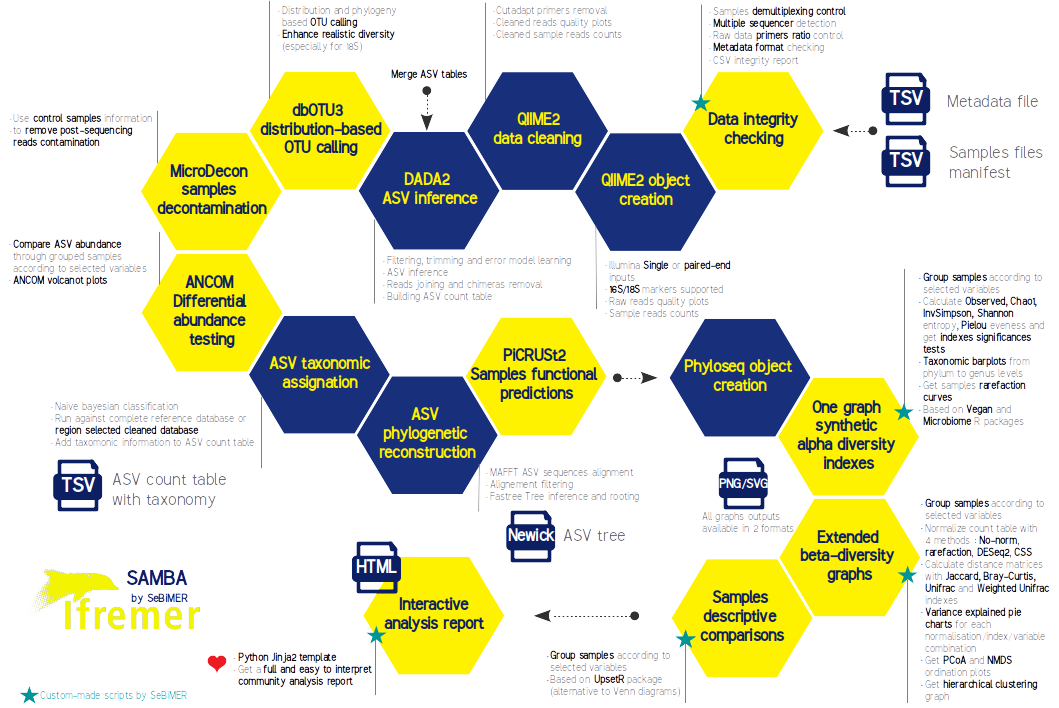 · Distribution and phylogeny
based OTU calling
· Enhance realistic diversity
(especially for 18S)
· Cutadapt primers removal
· Cleaned reads quality plots
· Cleaned sample reads counts
· Samples demultiplexing control
· Multiple sequencer detection
· Raw data primers ratio control
· Metadata format checking
· CSV integrity report
Merge ASV tables
TSV
Metadata file
TSV
Samples files
manifest
Data integrity
checking
QIIME2
data cleaning
QIIME2 object
creation
DADA2
ASV inference
dbOTU3
distribution-based
OTU calling
· Use control samples information
· to remove post-sequencing
reads contamination
MicroDecon
samples
decontamination
· Compare ASV abundance
through grouped samples
according to selected variables
· ANCOM volcanot plots
ANCOM
Differential
abundance
testing
· Filtering, trimming and error model learning
· ASV inference
· Reads joining and chimeras removal
· Building ASV count table
· Illumina Single or paired-end
inputs
· 16S/18S markers supported
· Raw reads quality plots
· Sample reads counts
· Group samples according to
selected variables
· Calculate Observed, Chao1,
InvSimpson, Shannon
entropy, Pielou eveness and
get indexes significances
tests
· Taxonomic barplots from
phylum to genus levels
· Get samples rarefaction
curves
· Based on Vegan and
Microbiome R packages
ASV taxonomic
assignation
ASV
phylogenetic
reconstruction
PiCRUSt2
Samples functional
predictions
Phyloseq object
creation
One graph
synthetic
alpha diversity
indexes
· Naive bayesian classification
· Run against complete reference database or
region selected cleaned database
· Add taxomonic information to ASV count table
TSV
ASV count table
with taxonomy
· MAFFT ASV sequences alignment
· Alignement filtering
· Fastree Tree inference and rooting
Newick
ASV tree
PNG/SVG
All graphs outputs
available in 2 formats
Extended
beta-diversity
graphs
· Group samples according to
selected variables
· Normalize count table with
4 methods : No-norm,
rarefaction, DESeq2, CSS
· Calculate distance matrices
with Jaccard, Bray-Curtis,
Unifrac and Weighted Unifrac
indexes
· Variance explained pie
charts for each
normalisation/index/variable
combination
· Get PCoA and NMDS
ordination plots
· Get hierarchical clustering
graph
Samples
descriptive
comparisons
· Group samples according to
selected variables
· Based on UpsetR package
(alternative to Venn diagrams)
HTML
Interactive
analysis report
· Python Jinja2 template
· Get a full and easy to interpret
community analysis report
SAMBA
by SeBiMER
Ifremer
Custom-made scripts by SeBiMER